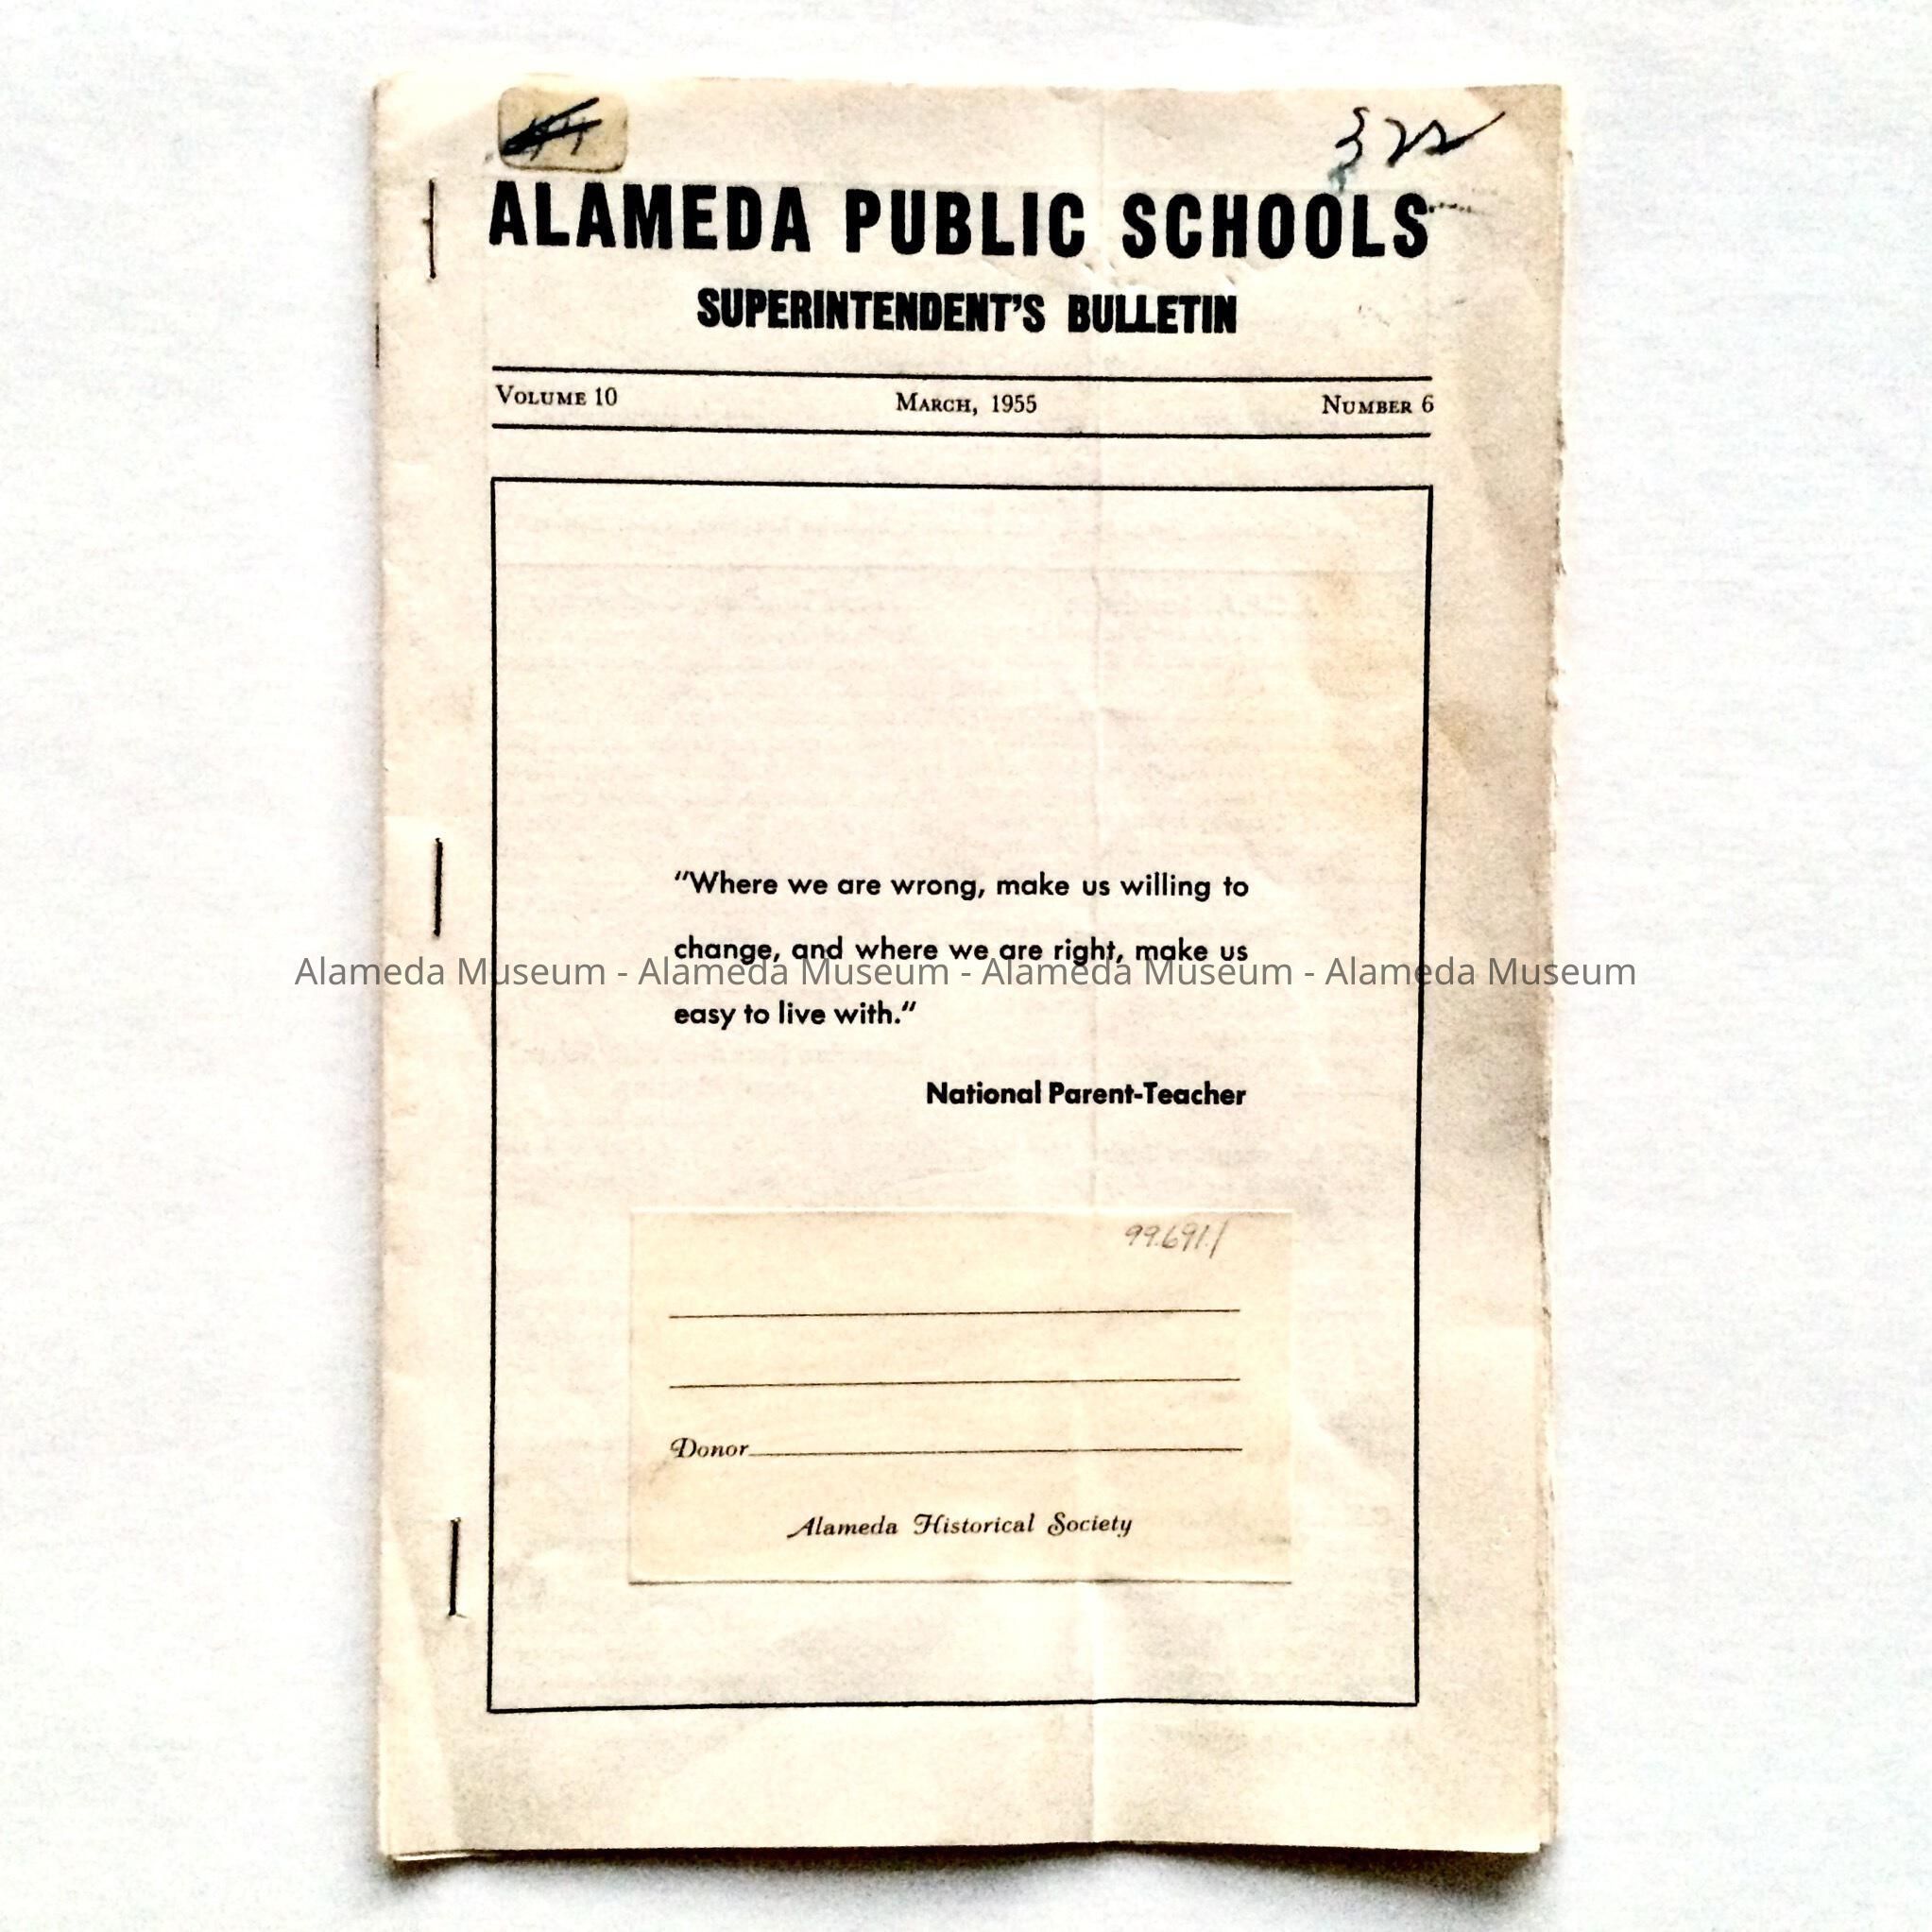 322
ALAMEDA PUBLIC SCHOOLS
SUPERINTENDENT'S BULLETIN
VOLUME 10 MARCH, 1955 NUMBER 6
"Where we are wrong, make us willing to
change, and where we are right, make us
Alameda Museum - Alameda Museum - Alameda Museum - Alameda Museum
easy to live with."
National Parent-Teacher
99.691.1
Donor
Alameda Historical Society